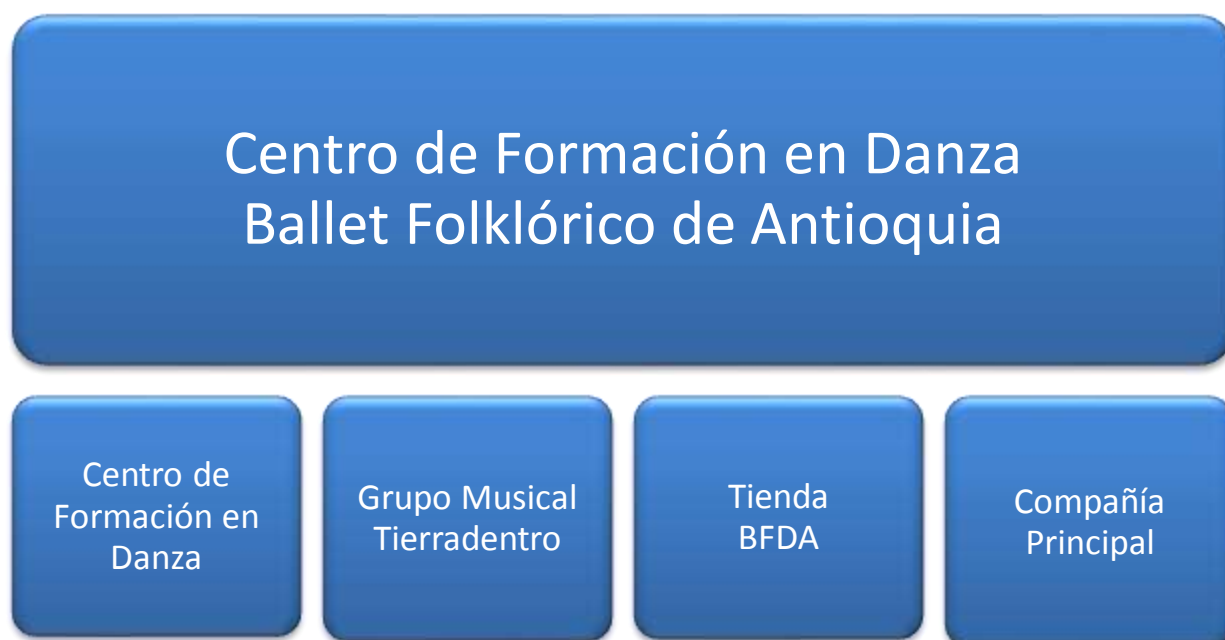 Centro de Formación en Danza
Ballet Folklórico de Antioquia
Centro de
Formación en
Danza
Grupo Musical
Tierradentro
Tienda
BFDA
Compañía
Principal